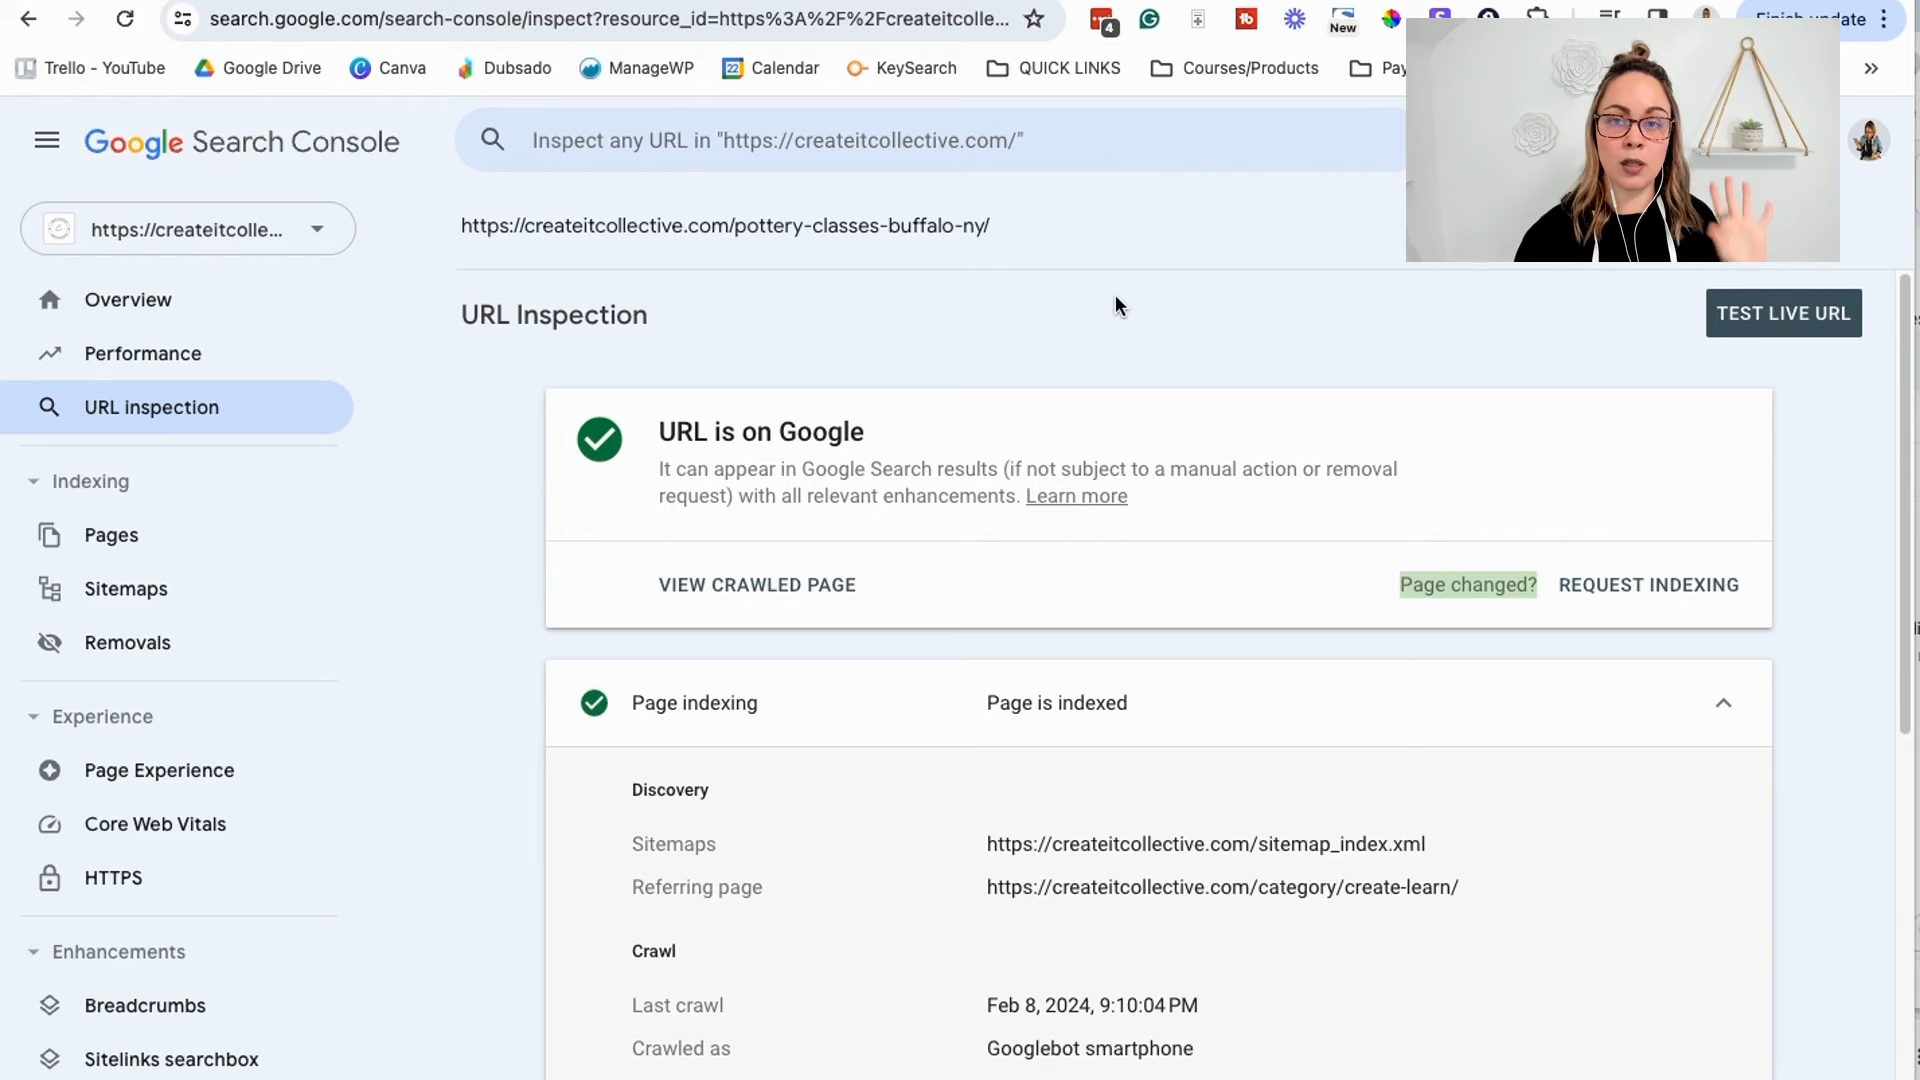 search.google.com/search-console/inspect?resource_id=https%3A%2F%2Fcreateitcolle...
4
New
Finish update
Trello - YouTube
Google Drive
Canva
Dubsado
ManageWP
22
Calendar
KeySearch
QUICK LINKS
Courses/Products
Google Search Console
Inspect any URL in "https://createitcollective.com/"
https://createitcolle...
https://createitcollective.com/pottery-classes-buffalo-ny/
Overview
Performance
URL inspection
Indexing
Pages
Sitemaps
Removals
Experience
Page Experience
Core Web Vitals
HTTPS
Enhancements
Breadcrumbs
Sitelinks searchbox
URL Inspection
TEST LIVE URL
URL is on Google
It can appear in Google Search results (if not subject to a manual action or removal
request) with all relevant enhancements. Learn more
VIEW CRAWLED PAGE
Page changed?
REQUEST INDEXING
Page indexing
Page is indexed
Discovery
Sitemaps
https://createitcollective.com/sitemap_index.xml
Referring page
https://createitcollective.com/category/create-learn/
Crawl
Last crawl
Feb 8, 2024, 9:10:04 PM
Crawled as
Googlebot smartphone